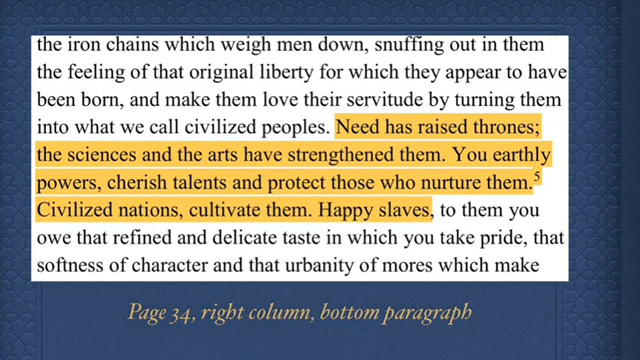 the iron chains which weigh men down, snuffing out in them
the feeling of that original liberty for which they appear to have
been born, and make them love their servitude by turning them
into what we call civilized peoples. Need has raised thrones;
the sciences and the arts have strengthened them. You earthly
powers, cherish talents and protect those who nurture them.5
Civilized nations, cultivate them. Happy slaves, to them you
owe that refined and delicate taste in which you take pride, that
softness of character and that urbanity of mores which make
Page 34, right column, bottom paragraph